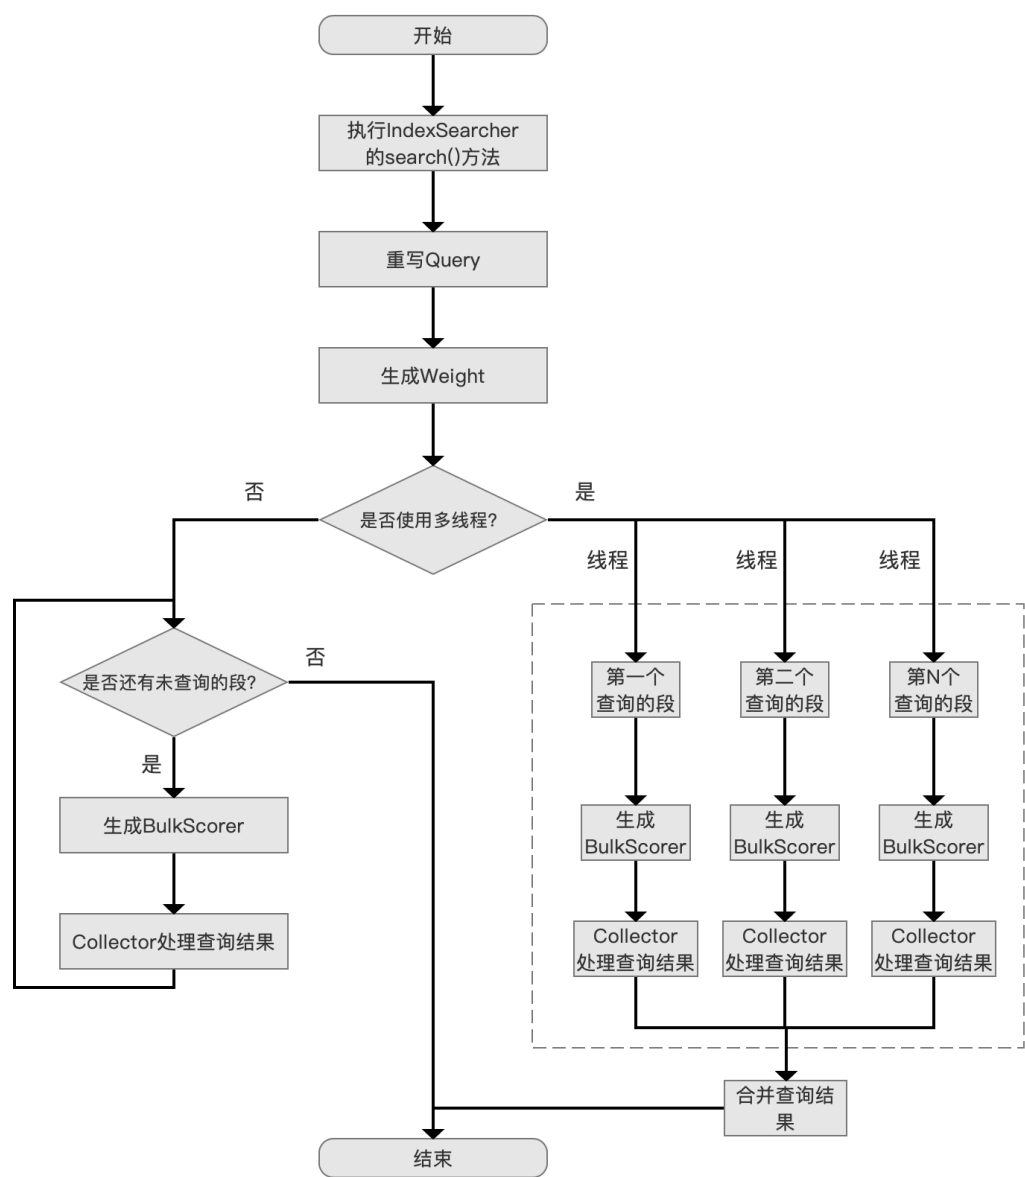 开始
执行IndexSearcher
的search()方法
重写Query
生成Weight
否
是
是否使用多线程?
线程
线程
线程
否
是否还有未查询的段?
第一个
查询的段
第二个
查询的段
第N个
查询的段
是
生成BulkScorer
生成
BulkScorer
生成
BulkScorer
生成
BulkScorer
Collector处理查询结果
Collector
处理查询结果
Collector
处理查询结果
Collector
处理查询结果
合并查询结
果
结束